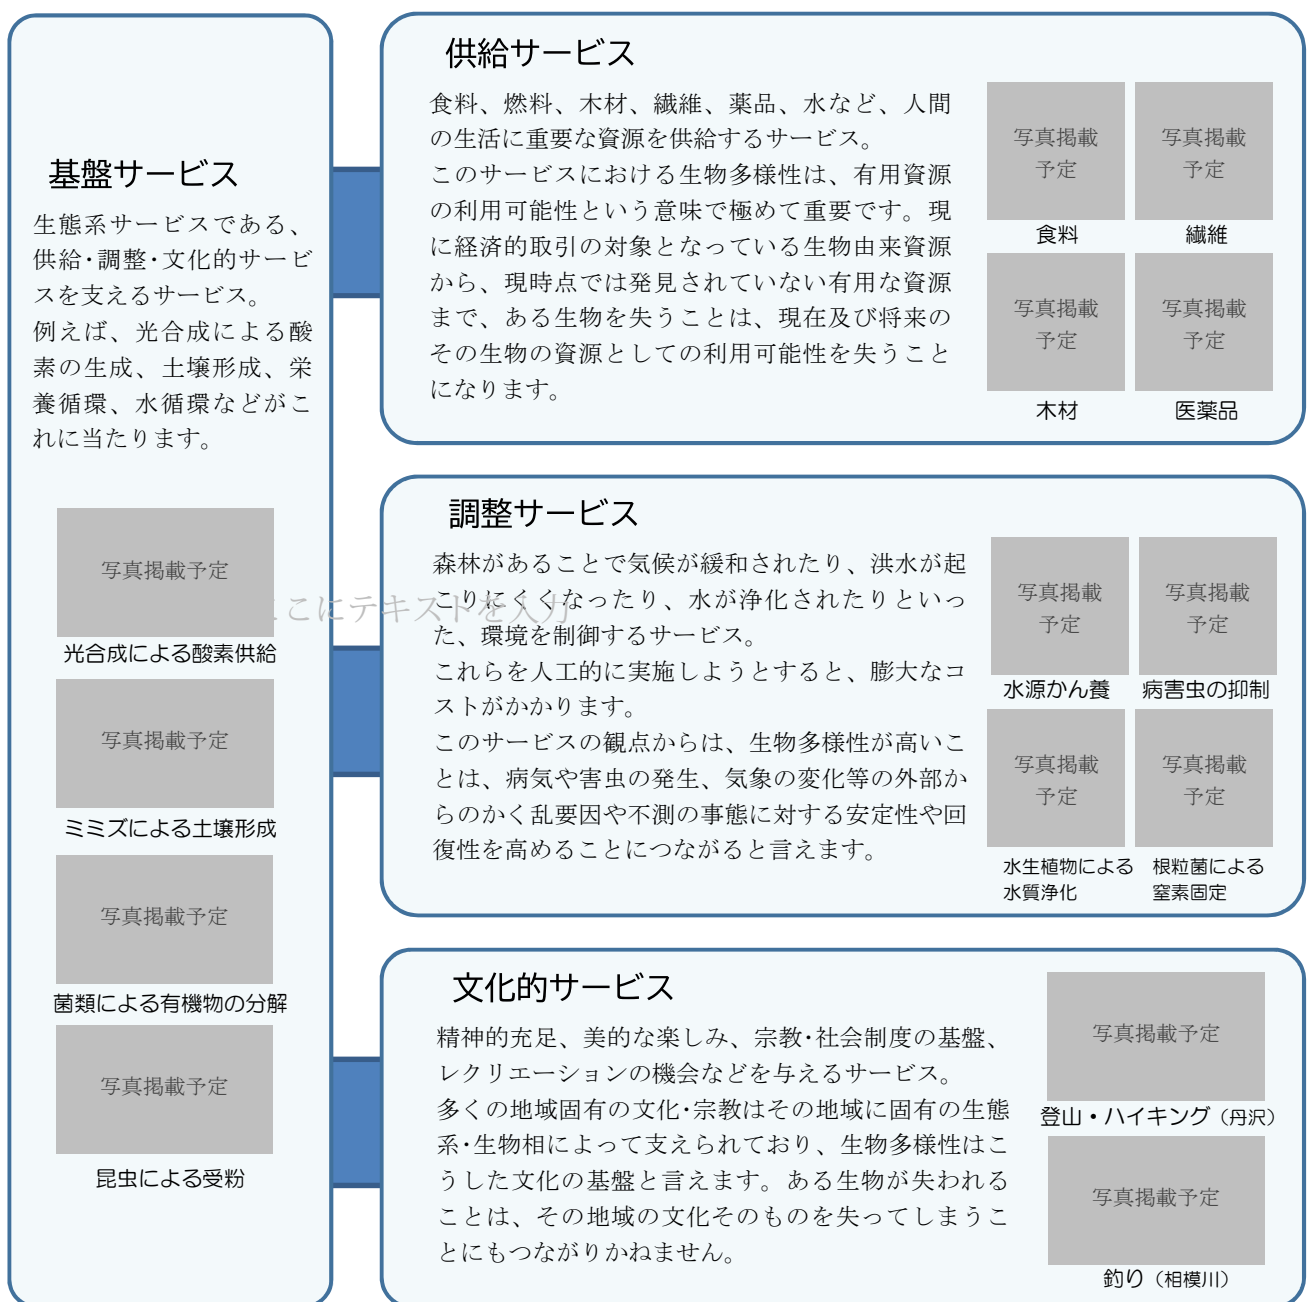 基盤サービス
生態系サービスである、
供給･調整･文化的サービ
スを支えるサービス。
例えば、光合成による酸
素の生成、土壌形成、栄
養循環、水循環などがこ
れに当たります。
写真掲載予定
光合成による酸素供給
写真掲載予定
ミミズによる土壌形成
写真掲載予定
菌類による有機物の分解
写真掲載予定
昆虫による受粉
供給サービス
食料、燃料、木材、繊維、薬品、水など、人間
の生活に重要な資源を供給するサービス。
このサービスにおける生物多様性は、有用資源
の利用可能性という意味で極めて重要です。現
に経済的取引の対象となっている生物由来資源
から、現時点では発見されていない有用な資源
まで、ある生物を失うことは、現在及び将来の
その生物の資源としての利用可能性を失うこと
になります。
写真掲載
予定
食料
写真掲載
予定
繊維
写真掲載
予定
木材
写真掲載
予定
医薬品
調整サービス
森林があることで気候が緩和されたり、洪水が起
こりにくくなったり、水が浄化されたりといっ
た、環境を制御するサービス。
これらを人工的に実施しようとすると、膨大なコ
ストがかかります。
このサービスの観点からは、生物多様性が高いこ
とは、病気や害虫の発生、気象の変化等の外部か
らのかく乱要因や不測の事態に対する安定性や回
復性を高めることにつながると言えます。
ここにテキストを入力
写真掲載
予定
水源かん養
写真掲載
予定
病害虫の抑制
写真掲載
予定
水生植物による
水質浄化
写真掲載
予定
根粒菌による
窒素固定
文化的サービス
精神的充足、美的な楽しみ、宗教･社会制度の基盤、
レクリエーションの機会などを与えるサービス。
多くの地域固有の文化･宗教はその地域に固有の生態
系･生物相によって支えられており、生物多様性はこ
うした文化の基盤と言えます。ある生物が失われる
ことは、その地域の文化そのものを失ってしまうこ
とにもつながりかねません。
写真掲載予定
登山・ハイキング（丹沢）
写真掲載予定
釣り（相模川）